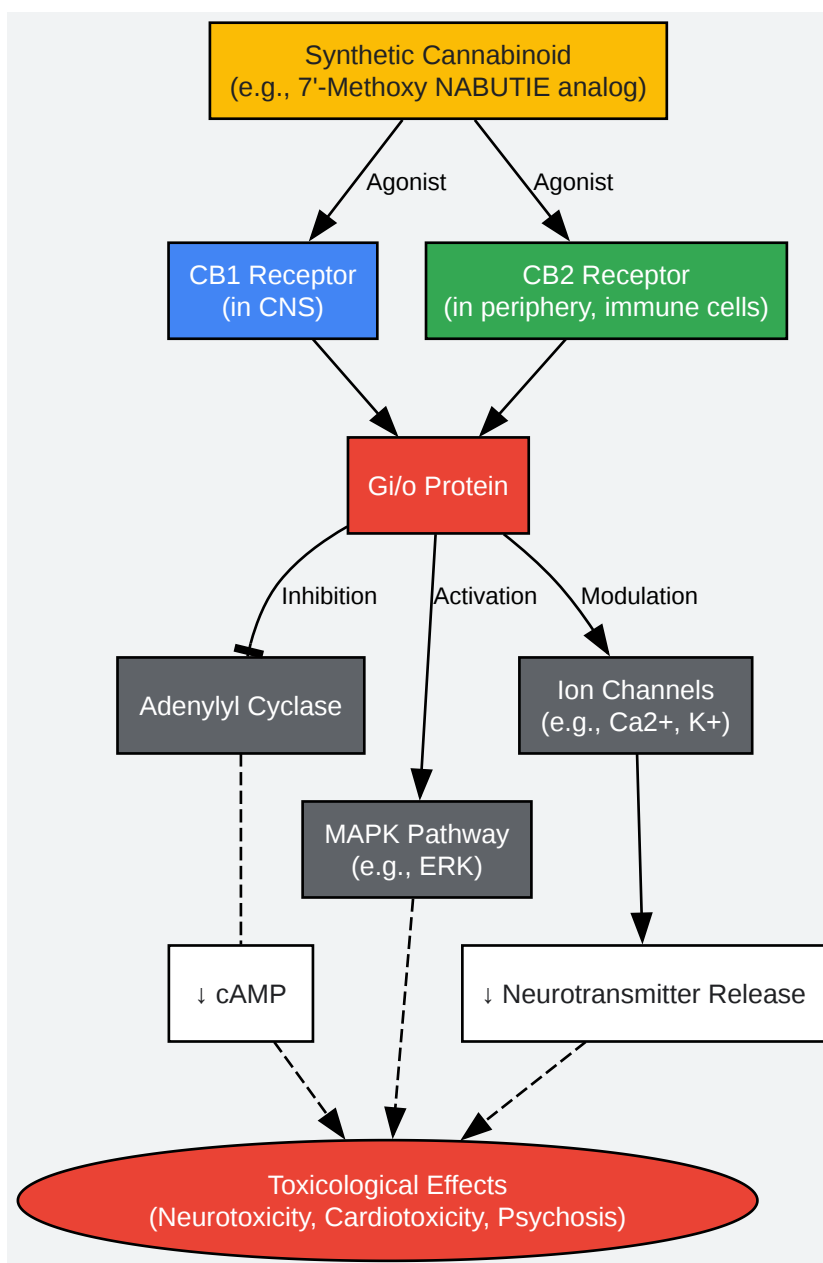 Synthetic Cannabinoid
(e.g., 7'-Methoxy NABUTIE analog)
Agonist
Agonist
CB1 Receptor
(in CNS)
CB2 Receptor
(in periphery, immune cells)
Gi/o Protein
Inhibition
Activation
Modulation
Adenylyl Cyclase
Ion Channels
(e.g., Ca2+, K+)
MAPK Pathway
(e.g., ERK)
↓ cAMP
↓ Neurotransmitter Release
Toxicological Effects
(Neurotoxicity, Cardiotoxicity, Psychosis)